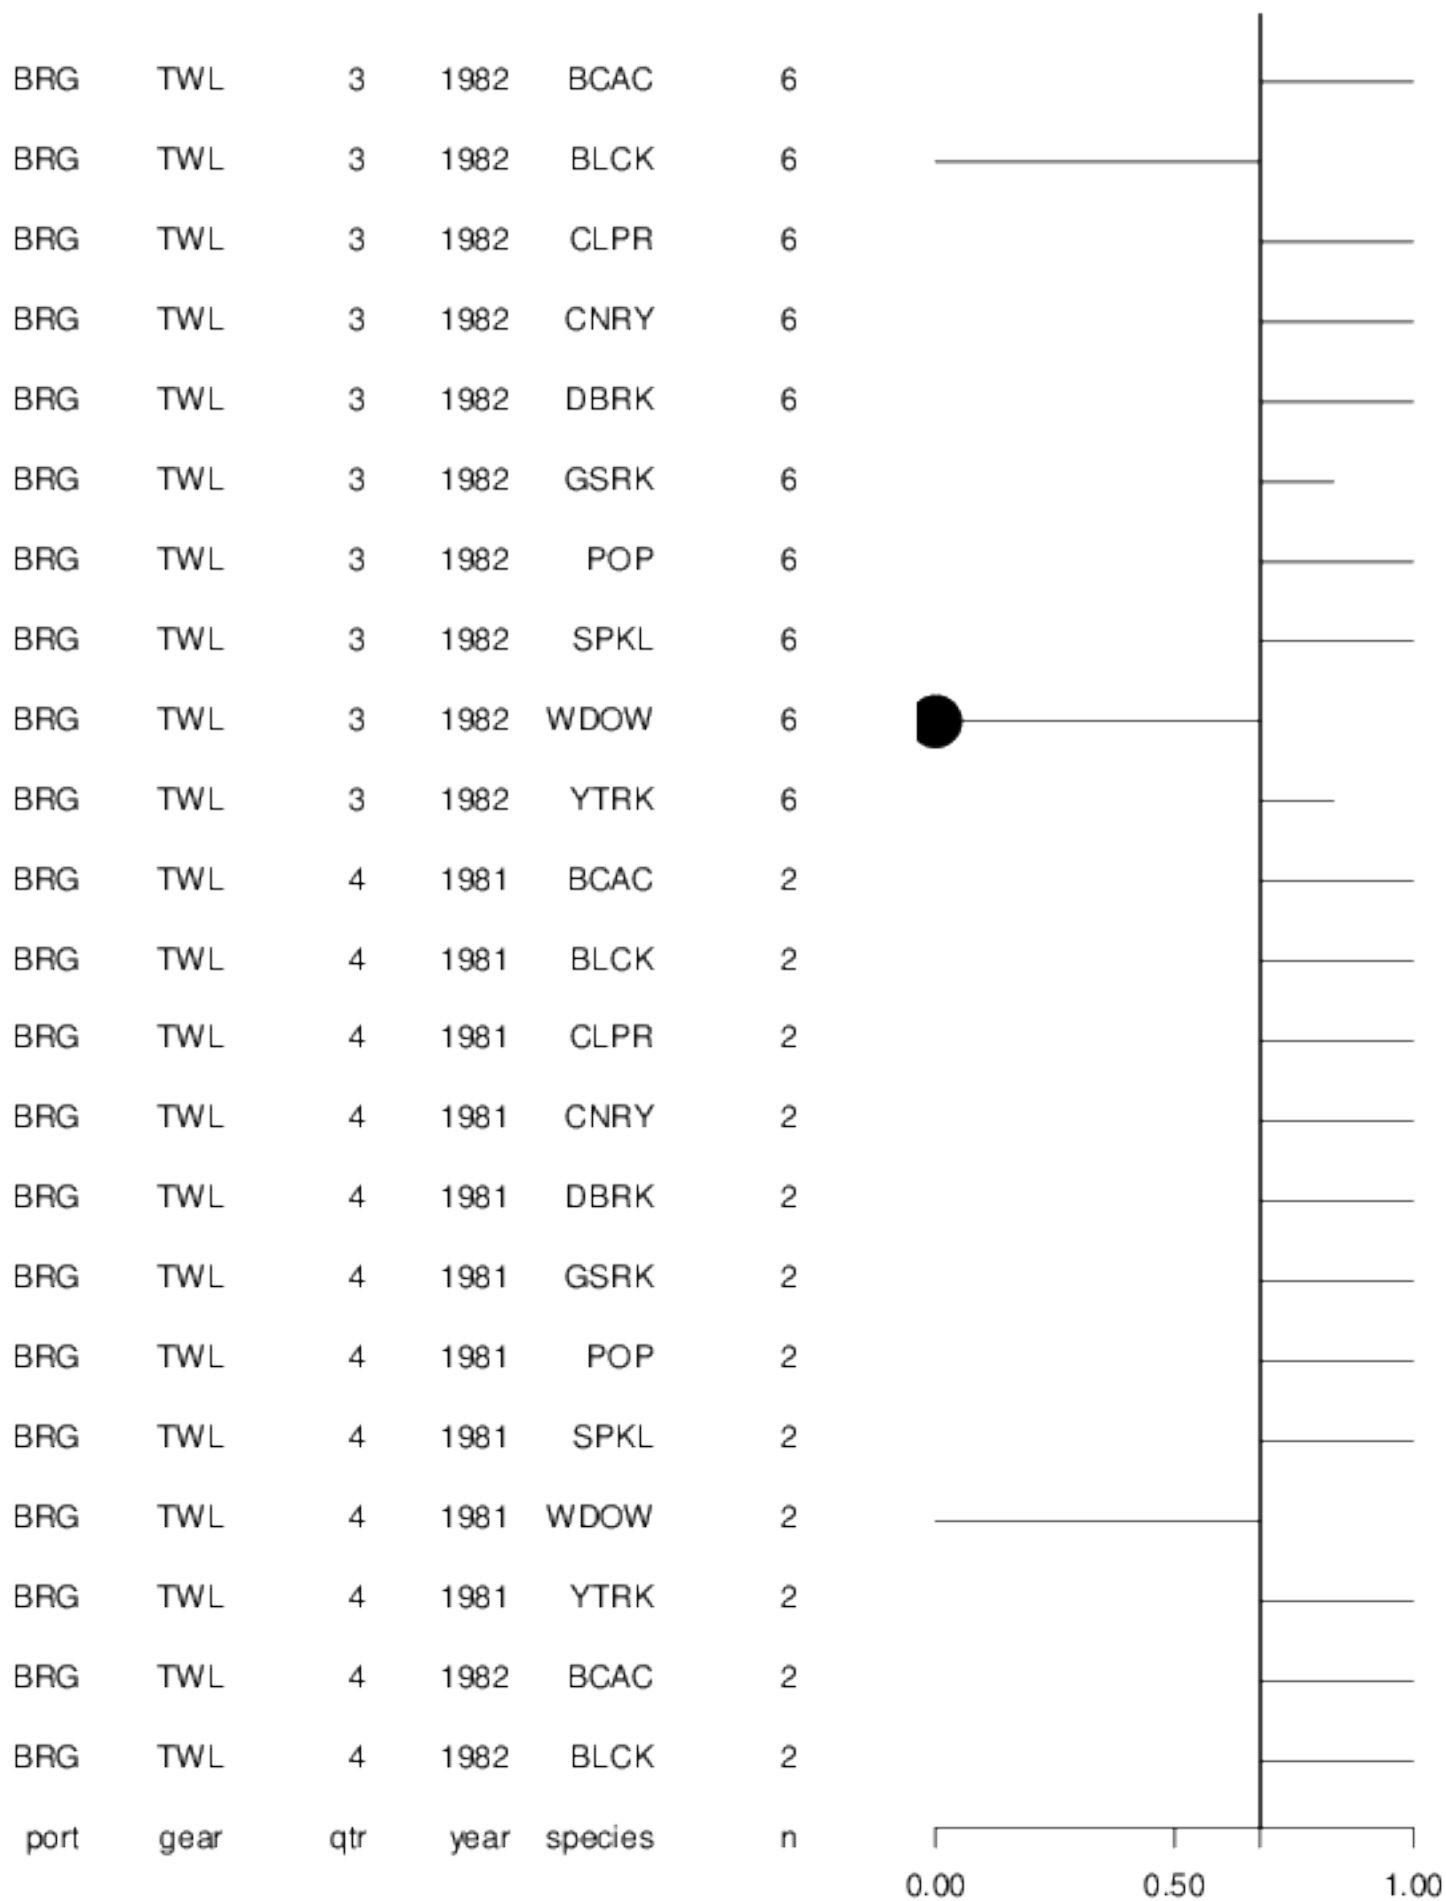 BRG TWL 3 1982 BCAC 6
BRG TWL 3 1982 BLCK 6
BRG TWL 3 1982 CLPR 6
BRG TWL 3 1982 CNRY 6
BRG TWL 3 1982 DBRK 6
BRG TWL 3 1982 GSRK 6
BRG TWL 3 1982 POP 6
BRG TWL 3 1982 SPKL 6
BRG TWL 3 1982 WDOW 6
BRG TWL 3 1982 YTRK 6
BRG TWL 4 1981 BCAC 2
BRG TWL 4 1981 BLCK 2
BRG TWL 4 1981 CLPR 2
BRG TWL 4 1981 CNRY 2
BRG TWL 4 1981 DBRK 2
BRG TWL 4 1981 GSRK 2
BRG TWL 4 1981 POP 2
BRG TWL 4 1981 SPKL 2
BRG TWL 4 1981 WDOW 2
BRG TWL 4 1981 YTRK 2
BRG TWL 4 1982 BCAC 2
BRG TWL 4 1982 BLCK 2
port gear qtr year species n
0.00 0.50 1.00